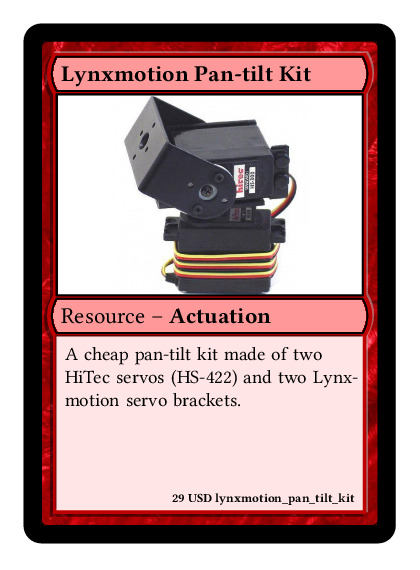 Lynxmotion Pan-tilt Kit
HiTEC
Resource – Actuation
A cheap pan-tilt kit made of two
HiTec servos (HS-422) and two Lynx-
motion servo brackets.
29 USD lynxmotion_pan_tilt_kit